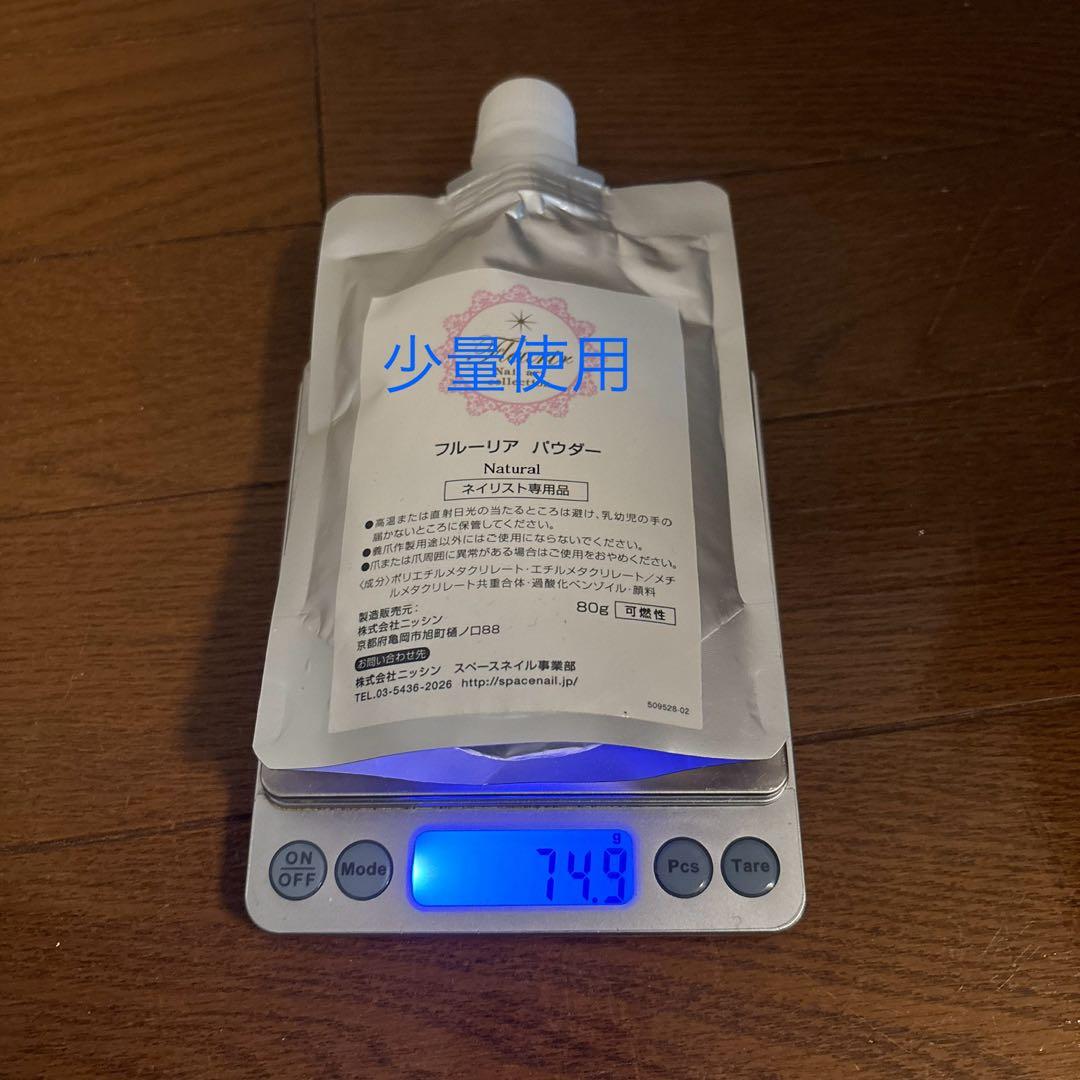 少量使用
Nail
フルーリア パウダー
Natural
ネイリスト専用品
●高温または直射日光の当たるところは避け、乳幼児の手の
届かないところに保管してください。
●義爪作製用途以外にはご使用にならないでください。
●爪または爪周囲に異常がある場合はご使用をおやめください。
〈成分〉ポリエチルメタクリレート・エチルメタクリレート／メチ
ルメタクリレート共重合体・過酸化ベンゾイル・顔料
80g 可燃性
製造販売元：
株式会社ニッシン
京都府亀岡市旭町樋ノ口88
お問い合わせ先
株式会社ニッシン スペースネイル事業部
TEL.03-5436-2026 http://spacenail.jp/
509528-02
ON
OFF
Mode
g
74.9
Pcs
Tare